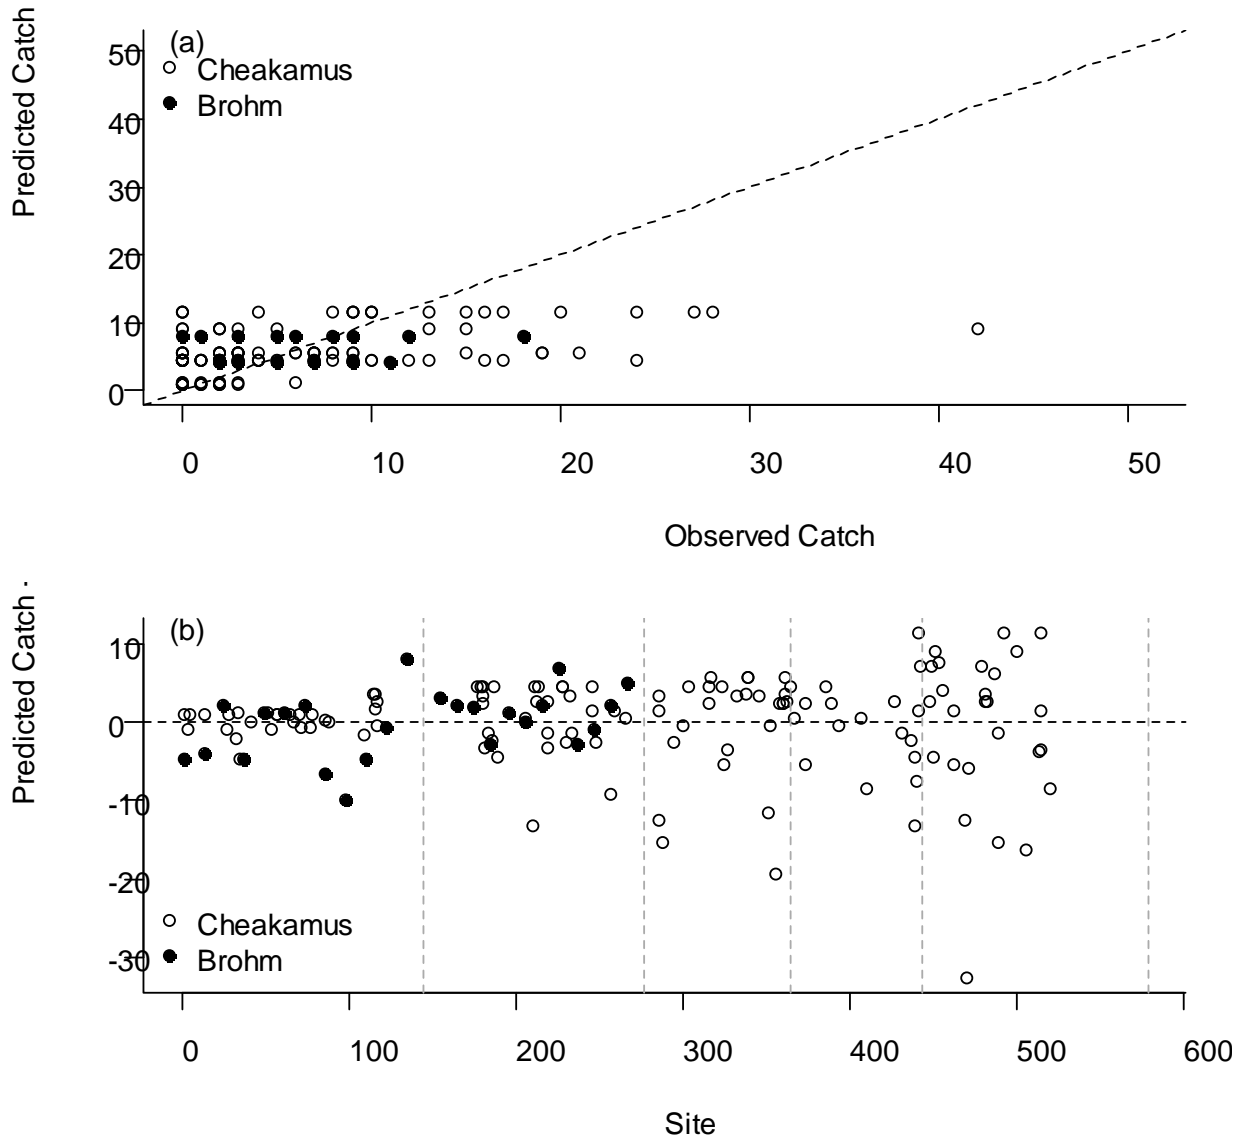 Predicted Catch
(a)
Cheakamus
Brohm
50
40
30
20
10
0
0 10 20 30 40 50
Observed Catch
Predicted Catch -
(b)
10
0
-10
-20
-30
Cheakamus
Brohm
0 100 200 300 400 500 600
Site